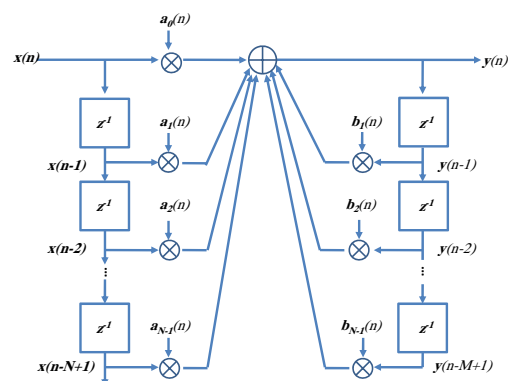 a₀(n)
x(n) y(n)
z⁻¹ z⁻¹
a₁(n) b₁(n)
x(n-1) y(n-1)
z⁻¹ a₂(n) b₂(n) z⁻¹
x(n-2) y(n-2)
... ...
z⁻¹ aN-1(n) bN-1(n) z⁻¹
x(n-N+1) y(n-M+1)